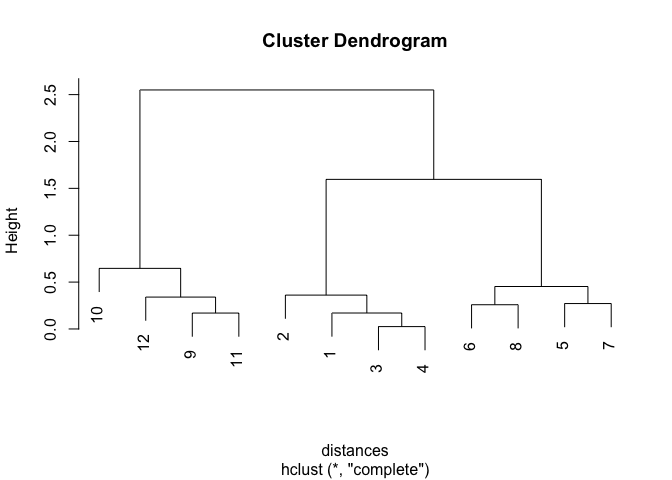 Cluster Dendrogram
Height
0.0 0.5 1.0 1.5 2.0 2.5
10 12 9 11 2 1 3 4 6 8 5 7
distances
hclust (*, "complete")